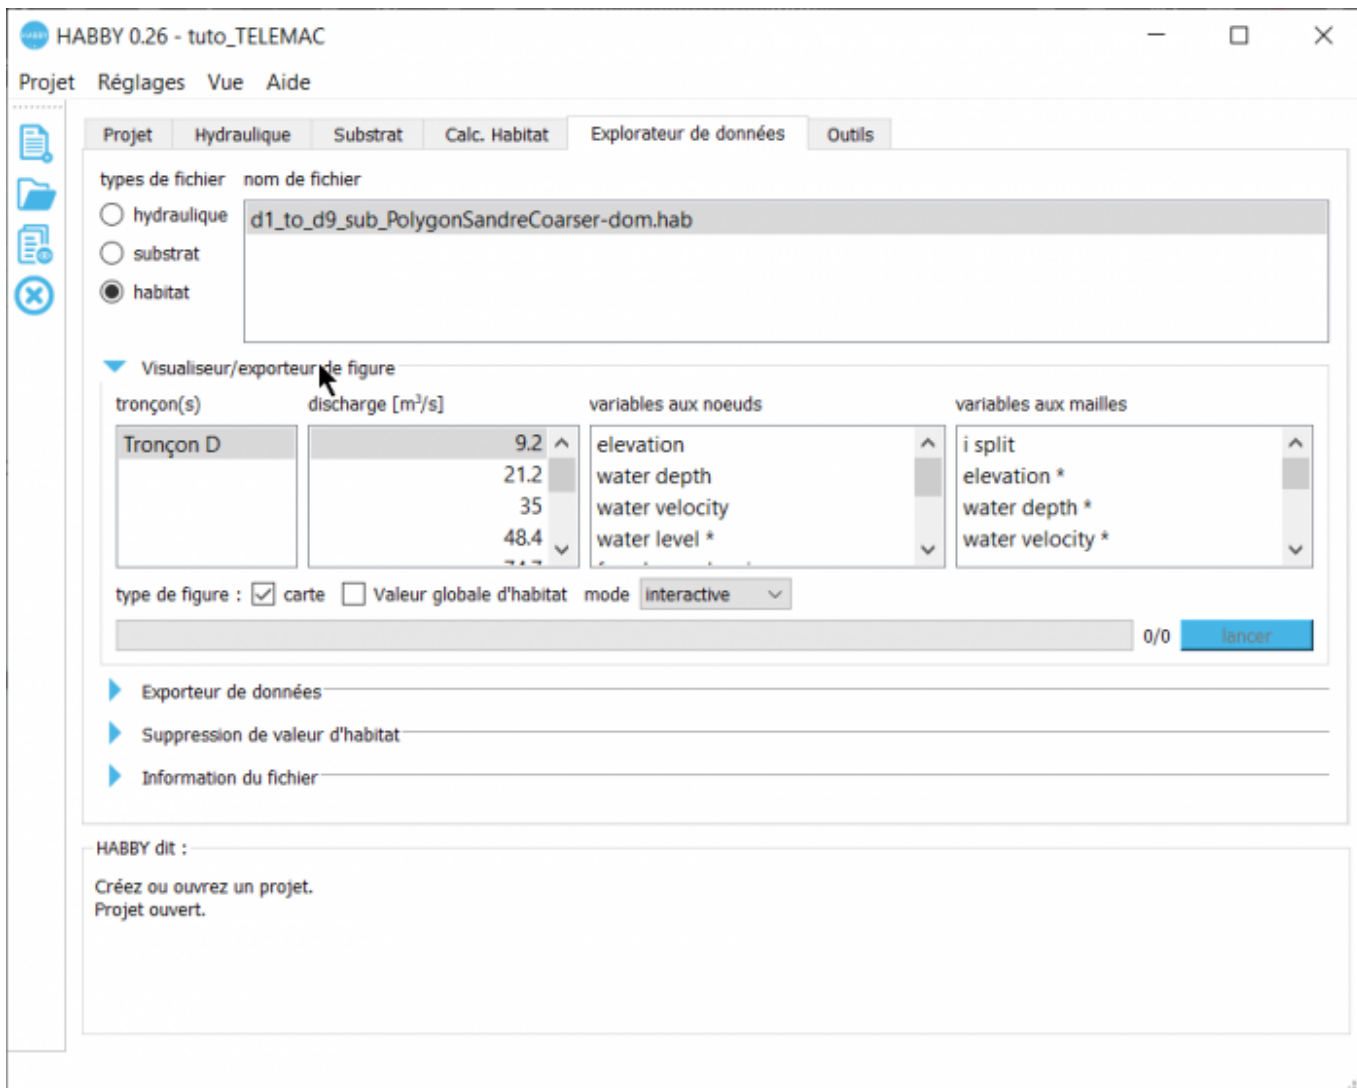 HABBY 0.26 - tuto_TELEMAC
Projet Réglages Vue Aide
Projet Hydraulique Substrat Calc. Habitat Explorateur de données Outils
types de fichier nom de fichier
hydraulique d1_to_d9_sub_PolygonSandreCoarser-dom.hab
substrat
habitat
Visualiseur/exporteur de figure
tronçon(s) discharge [m³/s] variables aux noeuds variables aux mailles
Tronçon D 9.2 elevation i split
21.2 water depth elevation *
35 water velocity water depth *
48.4 water level * water velocity *
type de figure : carte Valeur globale d'habitat mode interactive
0/0 lancer
Exporteur de données
Suppression de valeur d'habitat
Information du fichier
HABBY dit :
Créez ou ouvrez un projet.
Projet ouvert.